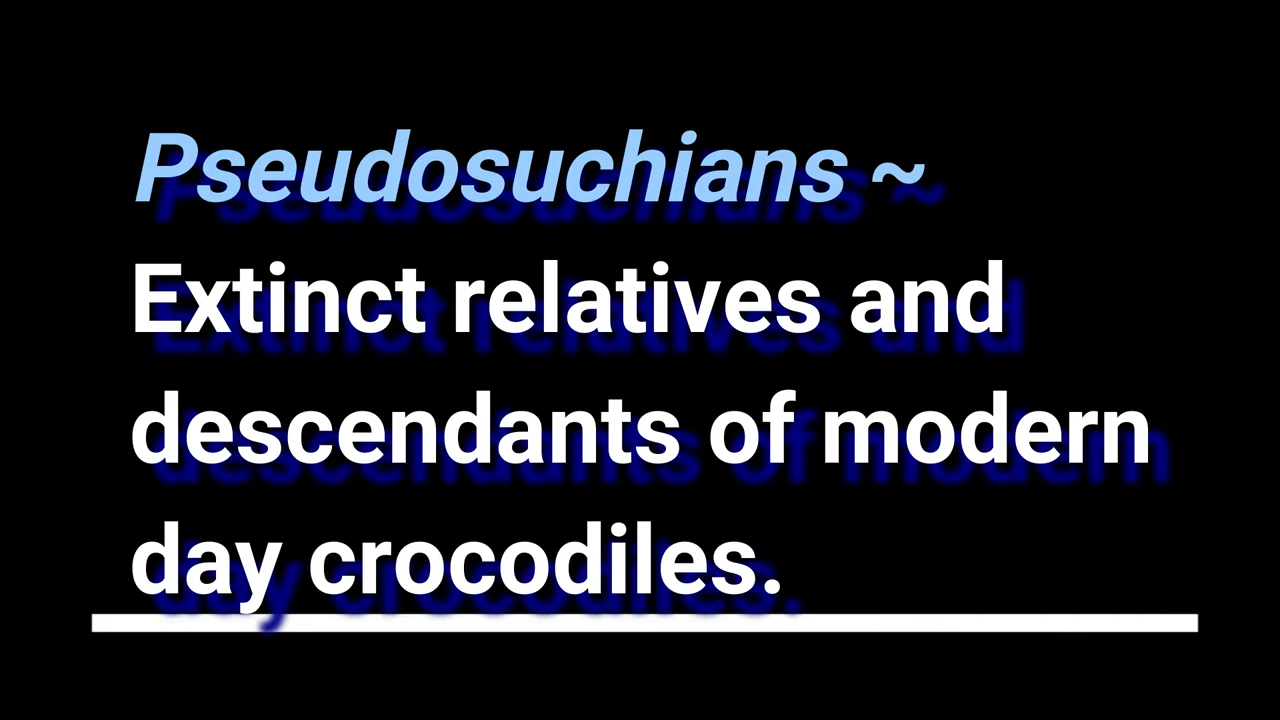 Pseudosuchians ~
Extinct relatives and
descendants of modern
day crocodiles.